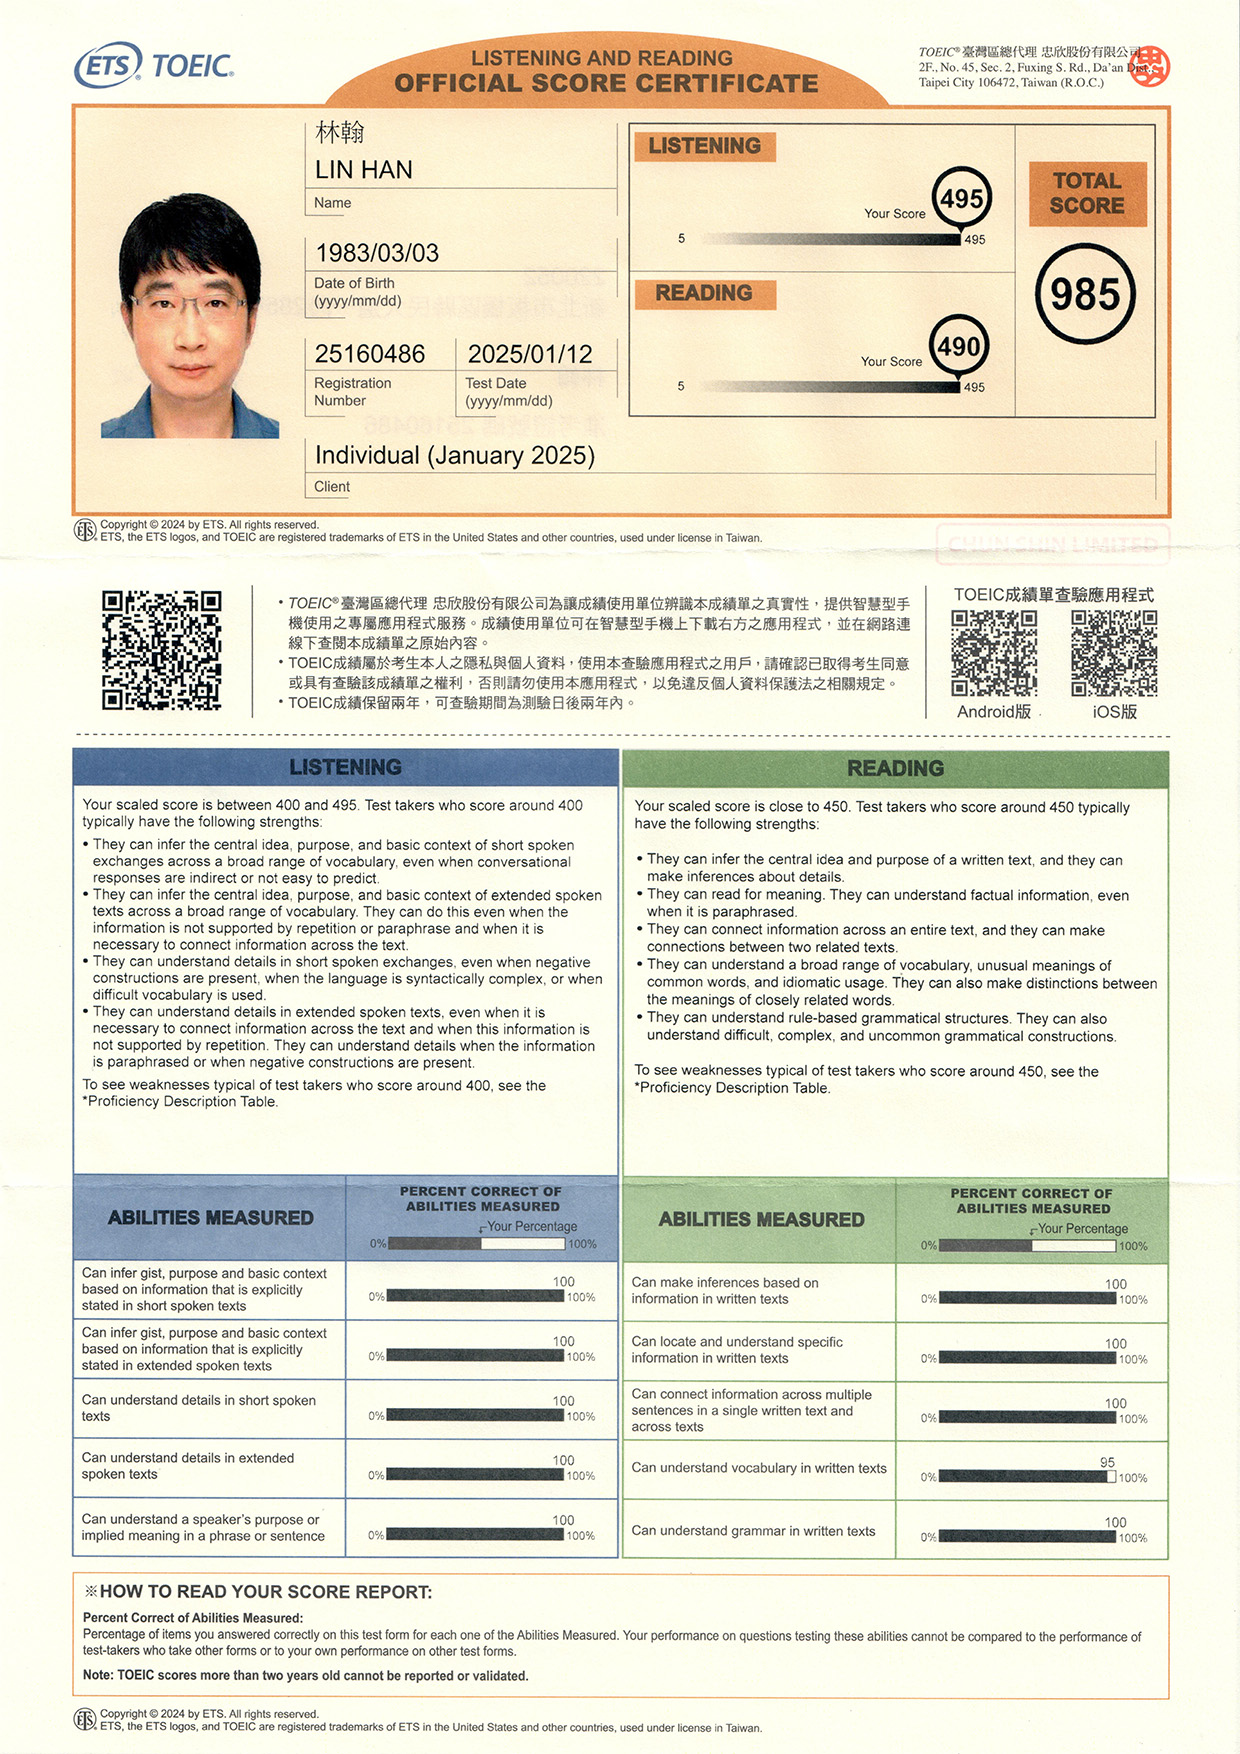 ETS® TOEIC®
LISTENING AND READING
OFFICIAL SCORE CERTIFICATE
TOEIC®臺灣區總代理 忠欣股份有限公司
2F., No. 45, Sec. 2, Fuxing S. Rd., Da'an Dist.,
Taipei City 106472, Taiwan (R.O.C.)
林翰
LIN HAN
Name
1983/03/03
Date of Birth
(yyyy/mm/dd)
25160486
Registration
Number
2025/01/12
Test Date
(yyyy/mm/dd)
Individual (January 2025)
Client
LISTENING
Your Score 495
5 495
READING
Your Score 490
5 495
TOTAL
SCORE
985
Copyright © 2024 by ETS. All rights reserved.
ETS, the ETS logos, and TOEIC are registered trademarks of ETS in the United States and other countries, used under license in Taiwan.
CHUN SHIN LIMITED
• TOEIC®臺灣區總代理 忠欣股份有限公司為讓成績使用單位辨識本成績單之真實性，提供智慧型手
機使用之專屬應用程式服務。成績使用單位可在智慧型手機上下載右方之應用程式，並在網路連
線下查閱本成績單之原始內容。
• TOEIC成績屬於考生本人之隱私與個人資料，使用本查驗應用程式之用戶，請確認已取得考生同意
或具有查驗該成績單之權利，否則請勿使用本應用程式，以免違反個人資料保護法之相關規定。
• TOEIC成績保留兩年，可查驗期間為測驗日後兩年內。
TOEIC成績單查驗應用程式
Android版
iOS版
LISTENING
Your scaled score is between 400 and 495. Test takers who score around 400
typically have the following strengths:
• They can infer the central idea, purpose, and basic context of short spoken
exchanges across a broad range of vocabulary, even when conversational
responses are indirect or not easy to predict.
• They can infer the central idea, purpose, and basic context of extended spoken
texts across a broad range of vocabulary. They can do this even when the
information is not supported by repetition or paraphrase and when it is
necessary to connect information across the text.
• They can understand details in short spoken exchanges, even when negative
constructions are present, when the language is syntactically complex, or when
difficult vocabulary is used.
• They can understand details in extended spoken texts, even when it is
necessary to connect information across the text and when this information is
not supported by repetition. They can understand details when the information
is paraphrased or when negative constructions are present.
To see weaknesses typical of test takers who score around 400, see the
*Proficiency Description Table.
READING
Your scaled score is close to 450. Test takers who score around 450 typically
have the following strengths:
• They can infer the central idea and purpose of a written text, and they can
make inferences about details.
• They can read for meaning. They can understand factual information, even
when it is paraphrased.
• They can connect information across an entire text, and they can make
connections between two related texts.
• They can understand a broad range of vocabulary, unusual meanings of
common words, and idiomatic usage. They can also make distinctions between
the meanings of closely related words.
• They can understand rule-based grammatical structures. They can also
understand difficult, complex, and uncommon grammatical constructions.
To see weaknesses typical of test takers who score around 450, see the
*Proficiency Description Table.
ABILITIES MEASURED
PERCENT CORRECT OF
ABILITIES MEASURED
Your Percentage
0% 100%
Can infer gist, purpose and basic context
based on information that is explicitly
stated in short spoken texts
100
0% 100%
Can infer gist, purpose and basic context
based on information that is explicitly
stated in extended spoken texts
100
0% 100%
Can understand details in short spoken
texts
100
0% 100%
Can understand details in extended
spoken texts
100
0% 100%
Can understand a speaker's purpose or
implied meaning in a phrase or sentence
100
0% 100%
ABILITIES MEASURED
PERCENT CORRECT OF
ABILITIES MEASURED
Your Percentage
0% 100%
Can make inferences based on
information in written texts
100
0% 100%
Can locate and understand specific
information in written texts
100
0% 100%
Can connect information across multiple
sentences in a single written text and
across texts
100
0% 100%
Can understand vocabulary in written texts
95
0% 100%
Can understand grammar in written texts
100
0% 100%
※HOW TO READ YOUR SCORE REPORT:
Percent Correct of Abilities Measured:
Percentage of items you answered correctly on this test form for each one of the Abilities Measured. Your performance on questions testing these abilities cannot be compared to the performance of
test-takers who take other forms or to your own performance on other test forms.
Note: TOEIC scores more than two years old cannot be reported or validated.
Copyright © 2024 by ETS. All rights reserved.
ETS, the ETS logos, and TOEIC are registered trademarks of ETS in the United States and other countries, used under license in Taiwan.